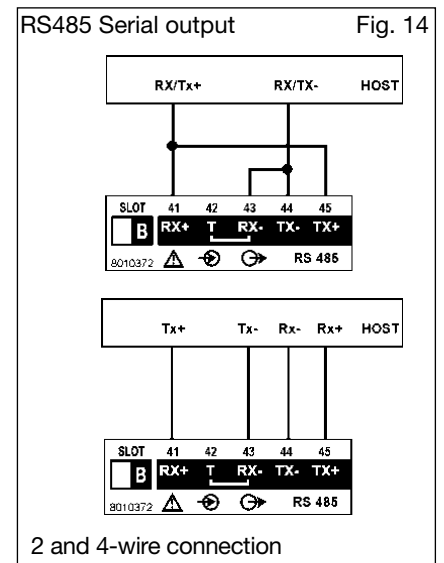 RS485 Serial output Fig. 14
RX/Tx+ RX/TX- HOST
SLOT 41 42 43 44 45
B RX+ T RX- TX- TX+
8010372 RS 485
Tx+ Tx- Rx- Rx+ HOST
SLOT 41 42 43 44 45
B RX+ T RX- TX- TX+
8010372 RS 485
2 and 4-wire connection